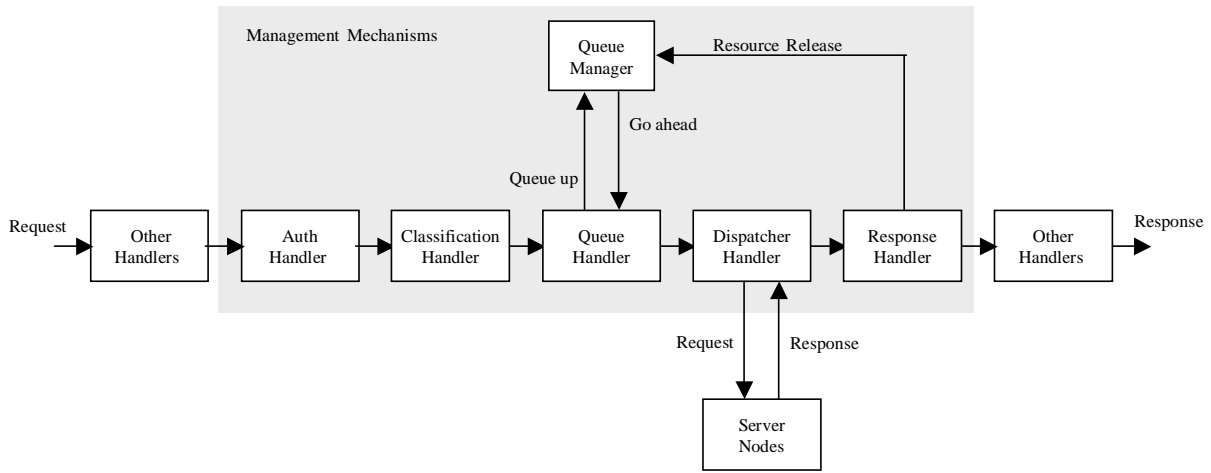 Management Mechanisms
Queue
Manager
Resource Release
Go ahead
Queue up
Request
Other
Handlers
Auth
Handler
Classification
Handler
Queue
Handler
Dispatcher
Handler
Response
Handler
Other
Handlers
Response
Request
Response
Server
Nodes